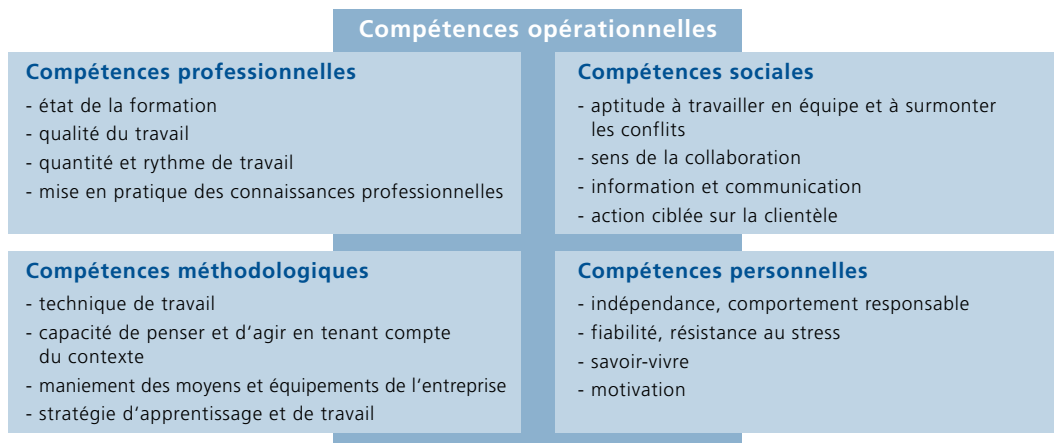 Compétences opérationnelles
Compétences professionnelles
- état de la formation
- qualité du travail
- quantité et rythme de travail
- mise en pratique des connaissances professionnelles
Compétences sociales
- aptitude à travailler en équipe et à surmonter
les conflits
- sens de la collaboration
- information et communication
- action ciblée sur la clientèle
Compétences méthodologiques
- technique de travail
- capacité de penser et d‘agir en tenant compte
du contexte
- maniement des moyens et équipements de l‘entreprise
- stratégie d‘apprentissage et de travail
Compétences personnelles
- indépendance, comportement responsable
- fiabilité, résistance au stress
- savoir-vivre
- motivation